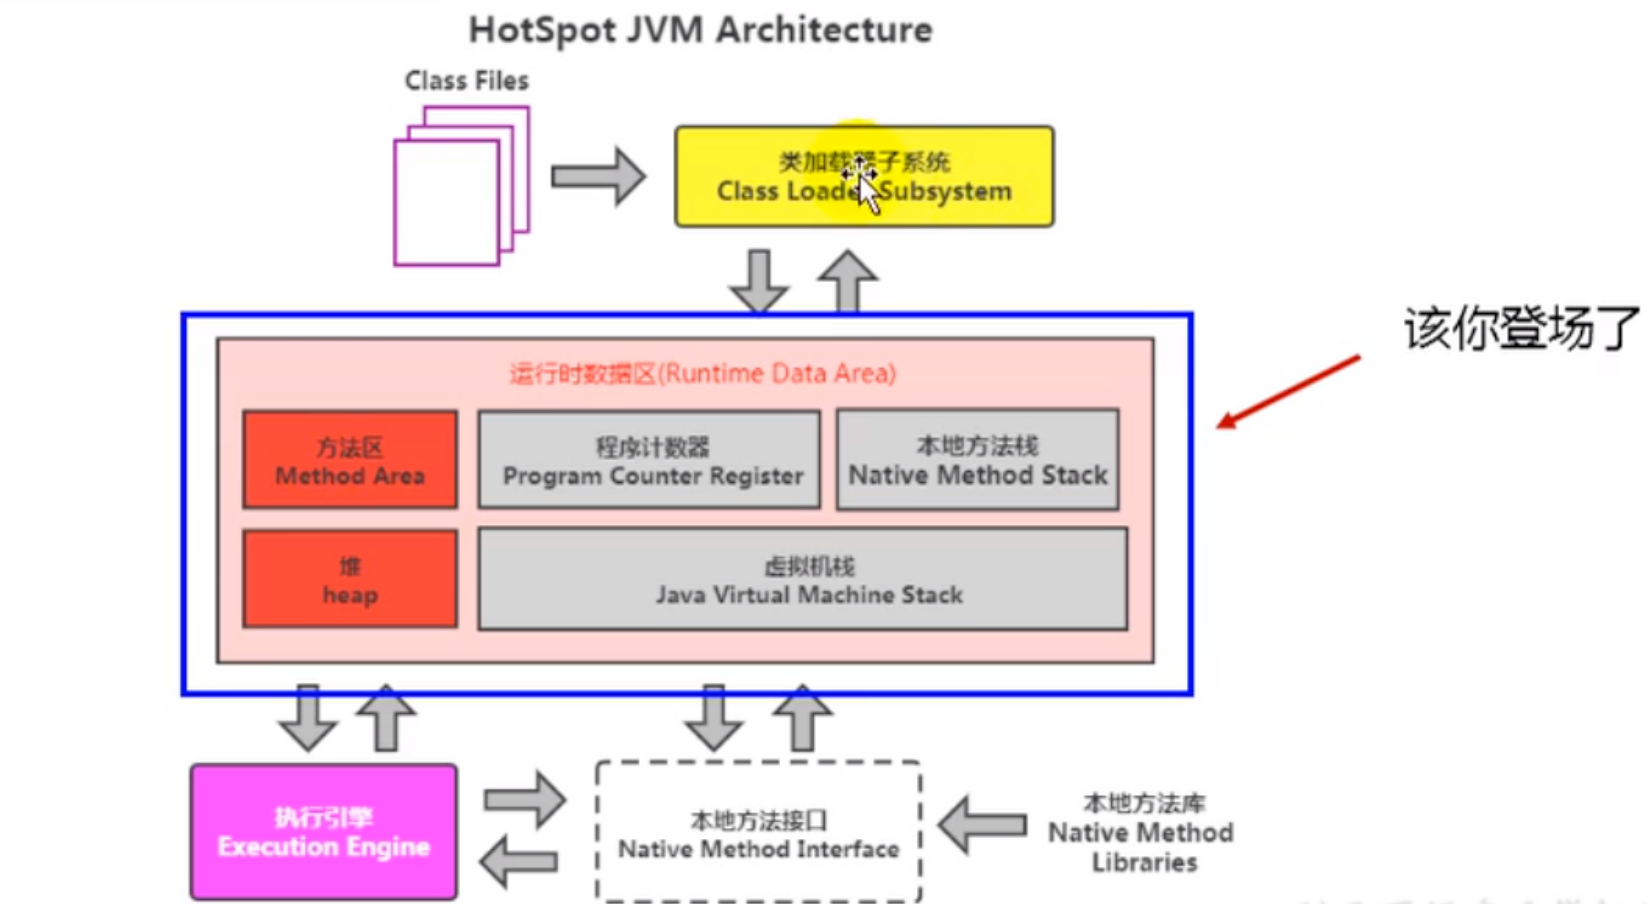 HotSpot JVM Architecture
Class Files
类加载器子系统
Class Loader Subsystem
该你登场了
运行时数据区(Runtime Data Area)
方法区
Method Area
程序计数器
Program Counter Register
本地方法栈
Native Method Stack
堆
heap
虚拟机栈
Java Virtual Machine Stack
执行引擎
Execution Engine
本地方法接口
Native Method Interface
本地方法库
Native Method
Libraries